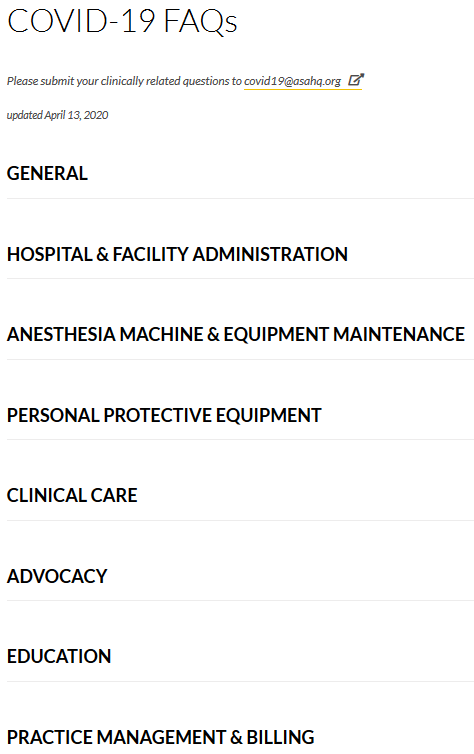 COVID-19 FAQs
Please submit your clinically related questions to covid19@asahq.org
updated April 13, 2020
GENERAL
HOSPITAL & FACILITY ADMINISTRATION
ANESTHESIA MACHINE & EQUIPMENT MAINTENANCE
PERSONAL PROTECTIVE EQUIPMENT
CLINICAL CARE
ADVOCACY
EDUCATION
PRACTICE MANAGEMENT & BILLING